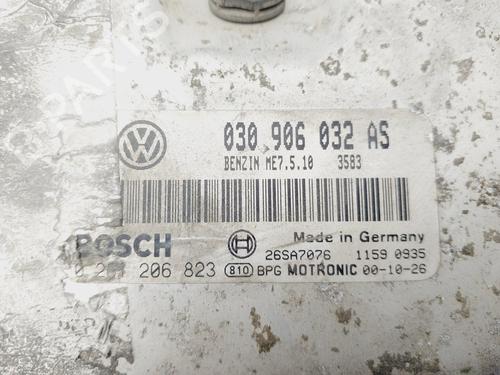 030 906 032 AS
BENZIN ME7.5.10 3583
BOSCH
Made in Germany
26SA7076 1159 0935
206 823 810 BPG MOTRONIC 00-10-26
PARTS